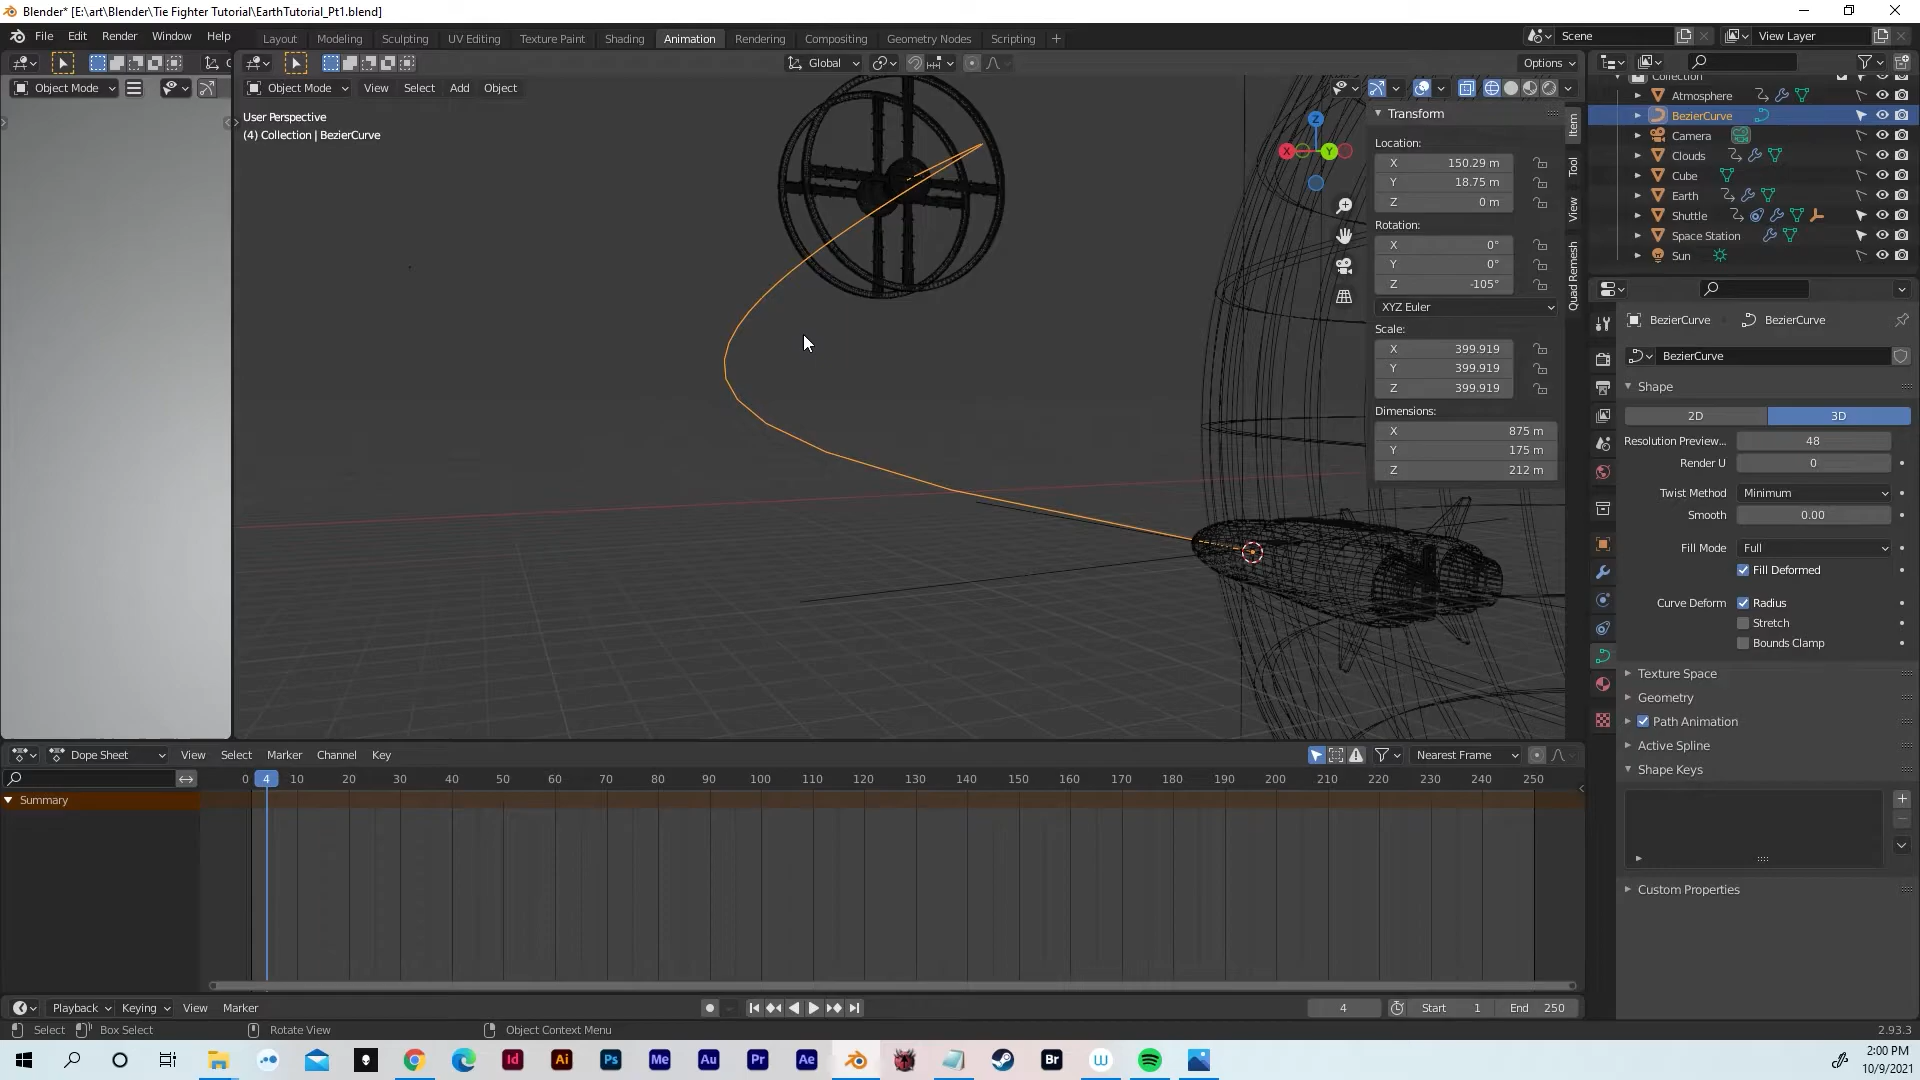 Blender* [E:\art\Blender\Tie Fighter Tutorial\EarthTutorial_Pt1.blend]
File Edit Render Window Help
Layout Modeling Sculpting UV Editing Texture Paint Shading Animation Rendering Compositing Geometry Nodes Scripting +
Scene View Layer
Global Options
Object Mode Object Mode View Select Add Object
User Perspective
(4) Collection | BezierCurve
Transform
Location:
X 150.29 m
Y 18.75 m
Z 0 m
Rotation:
X 0°
Y 0°
Z -105°
XYZ Euler
Scale:
X 399.919
Y 399.919
Z 399.919
Dimensions:
X 875 m
Y 175 m
Z 212 m
Item
Tool
View
Quad Remesh
Z
X
Y
Collection
Atmosphere
BezierCurve
Camera
Clouds
Cube
Earth
Shuttle
Space Station
Sun
BezierCurve BezierCurve
BezierCurve
Shape
2D 3D
Resolution Preview... 48
Render U 0
Twist Method Minimum
Smooth 0.00
Fill Mode Full
Fill Deformed
Curve Deform Radius
Stretch
Bounds Clamp
Texture Space
Geometry
Path Animation
Active Spline
Shape Keys
Custom Properties
Dope Sheet View Select Marker Channel Key Nearest Frame
0 4 10 20 30 40 50 60 70 80 90 100 110 120 130 140 150 160 170 180 190 200 210 220 230 240 250
Summary
Playback Keying View Marker 4 Start 1 End 250
Select Box Select Rotate View Object Context Menu 2.93.3
Id Ai Ps Me Au Pr Ae Br W
2:00 PM
10/9/2021